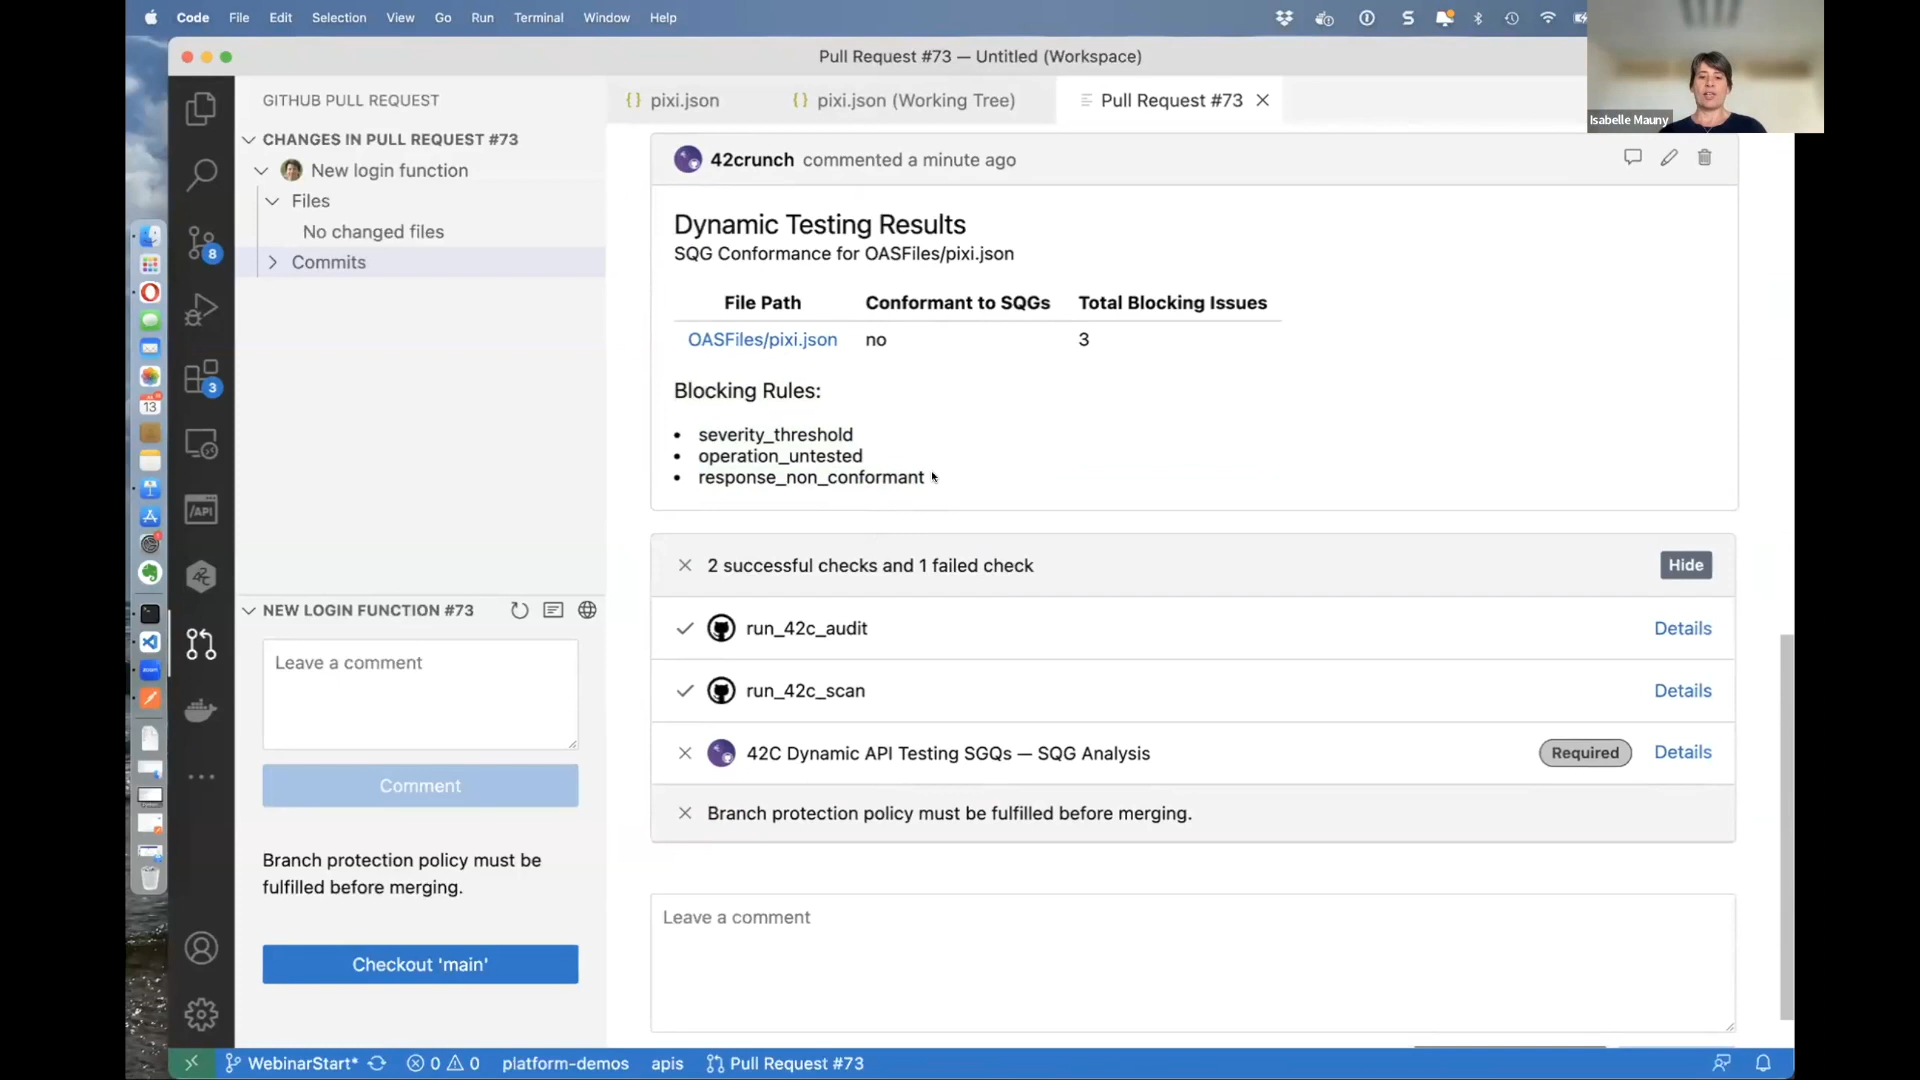 Code File Edit Selection View Go Run Terminal Window Help
Pull Request #73 — Untitled (Workspace)
Isabelle Mauny
GITHUB PULL REQUEST
pixi.json
pixi.json (Working Tree)
Pull Request #73
CHANGES IN PULL REQUEST #73
New login function
Files
No changed files
Commits
42crunch commented a minute ago
Dynamic Testing Results
SQG Conformance for OASFiles/pixi.json
File Path Conformant to SQGs Total Blocking Issues
OASFiles/pixi.json no 3
Blocking Rules:
• severity_threshold
• operation_untested
• response_non_conformant
8
3
13
/API
2 successful checks and 1 failed check
Hide
run_42c_audit Details
run_42c_scan Details
42C Dynamic API Testing SGQs — SQG Analysis Required Details
Branch protection policy must be fulfilled before merging.
Leave a comment
NEW LOGIN FUNCTION #73
Leave a comment
Comment
Branch protection policy must be
fulfilled before merging.
Checkout 'main'
WebinarStart* 0 0 platform-demos apis Pull Request #73